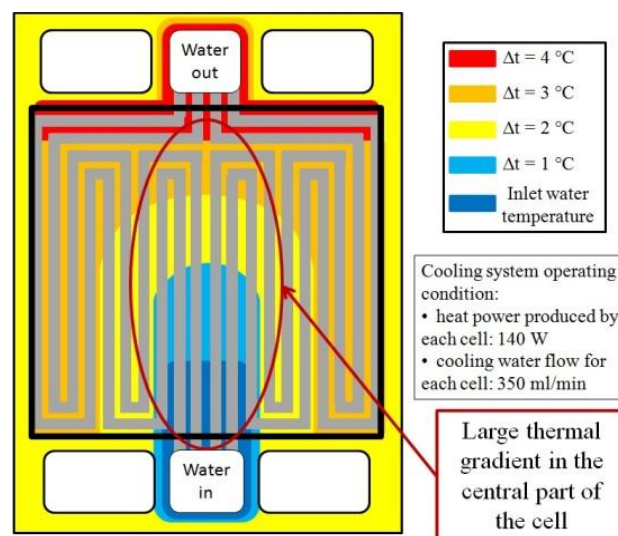 Water
out
Δt = 4 °C
Δt = 3 °C
Δt = 2 °C
Δt = 1 °C
Inlet water
temperature
Cooling system operating
condition:
• heat power produced by
each cell: 140 W
• cooling water flow for
each cell: 350 ml/min
Large thermal
gradient in the
central part of
the cell
Water
in